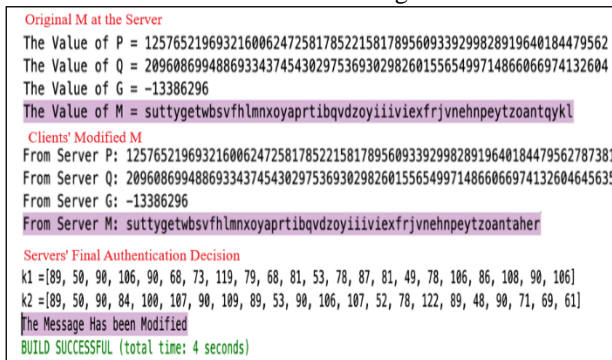 Original M at the Server
The Value of P = 12576521969321600624725817852215817895609339299828919640184479562
The Value of Q = 20960869948869334374543029753693029826015565499714866066974132604
The Value of G = -13386296
The Value of M = suttygetwbsvfhlmnxoyaprtibqvdzoyiiiviexfrjvnehnpeytzoantqykl
Clients' Modified M
From Server P: 12576521969321600624725817852215817895609339299828919640184479562787381
From Server Q: 20960869948869334374543029753693029826015565499714866066974132604645635
From Server G: -13386296
From Server M: suttygetwbsvfhlmnxoyaprtibqvdzoyiiiviexfrjvnehnpeytzoantaher
Servers' Final Authentication Decision
k1 =[89, 50, 90, 106, 90, 68, 73, 119, 79, 68, 81, 53, 78, 87, 81, 49, 78, 106, 86, 108, 90, 106]
k2 =[89, 50, 90, 84, 100, 107, 90, 109, 89, 53, 90, 106, 107, 52, 78, 122, 89, 48, 90, 71, 69, 61]
The Message Has been Modified
BUILD SUCCESSFUL (total time: 4 seconds)